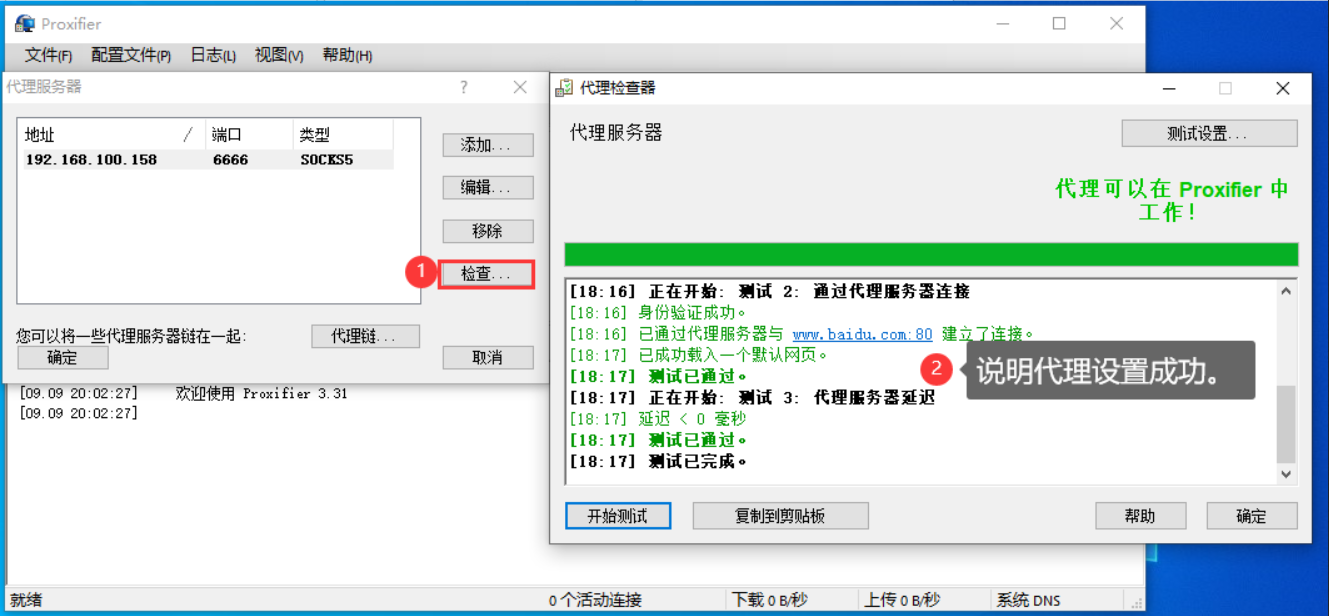 Proxifier
文件(F) 配置文件(P) 日志(L) 视图(V) 帮助(H)
代理服务器 ?
地址 / 端口 类型
192.168.100.158 6666 SOCKS5
添加...
编辑...
移除
1 检查...
您可以将一些代理服务器链在一起: 代理链...
确定 取消
[09.09 20:02:27] 欢迎使用 Proxifier 3.31
[09.09 20:02:27]
代理检查器
代理服务器 测试设置...
代理可以在 Proxifier 中
工作!
[18:16] 正在开始: 测试 2: 通过代理服务器连接
[18:16] 身份验证成功。
[18:16] 已通过代理服务器与 www.baidu.com:80 建立了连接。
[18:17] 已成功载入一个默认网页。
[18:17] 测试已通过。
2 说明代理设置成功。
[18:17] 正在开始: 测试 3: 代理服务器延迟
[18:17] 延迟 < 0 毫秒
[18:17] 测试已通过。
[18:17] 测试已完成。
开始测试 复制到剪贴板 帮助 确定
就绪 0 个活动连接 下载 0 B/秒 上传 0 B/秒 系统 DNS